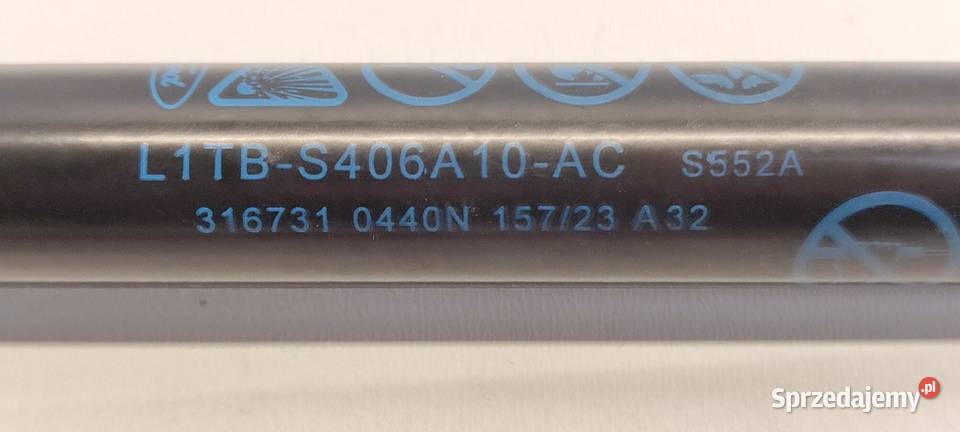 L1TB-S406A10-AC S552A
316731 0440N 157/23 A32
Sprzedajemy.pl